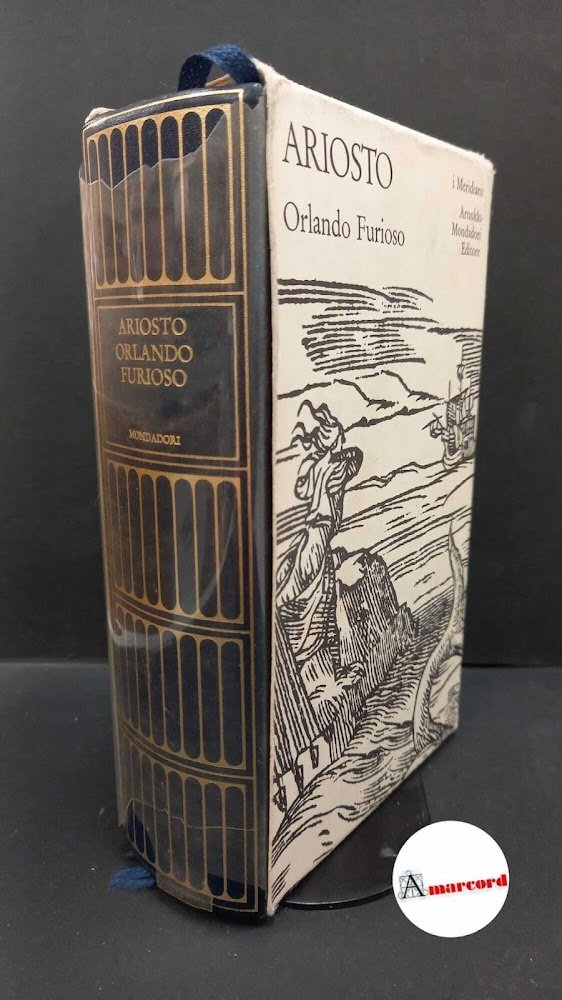 ARIOSTO
ORLANDO
FURIOSO
MONDADORI
ARIOSTO
Orlando Furioso
i Meridiani
Arnoldo
Mondadori
Editore
Amarcord